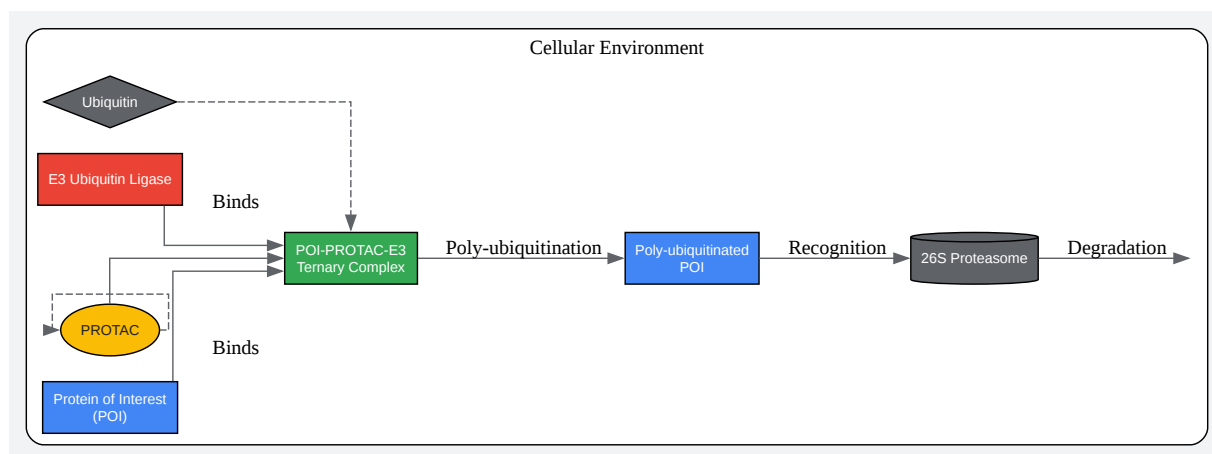 Cellular Environment
Ubiquitin
E3 Ubiquitin Ligase
Binds
POI-PROTAC-E3
Ternary Complex
Poly-ubiquitination
Poly-ubiquitinated
POI
Recognition
26S Proteasome
Degradation
PROTAC
Binds
Protein of Interest
(POI)